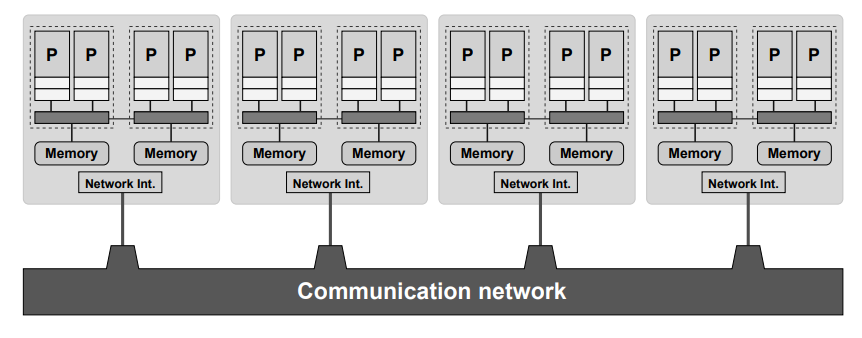 P P P P P P P P P P P P P P P P
Memory Memory Memory Memory Memory Memory Memory Memory
Network Int. Network Int. Network Int. Network Int.
Communication network